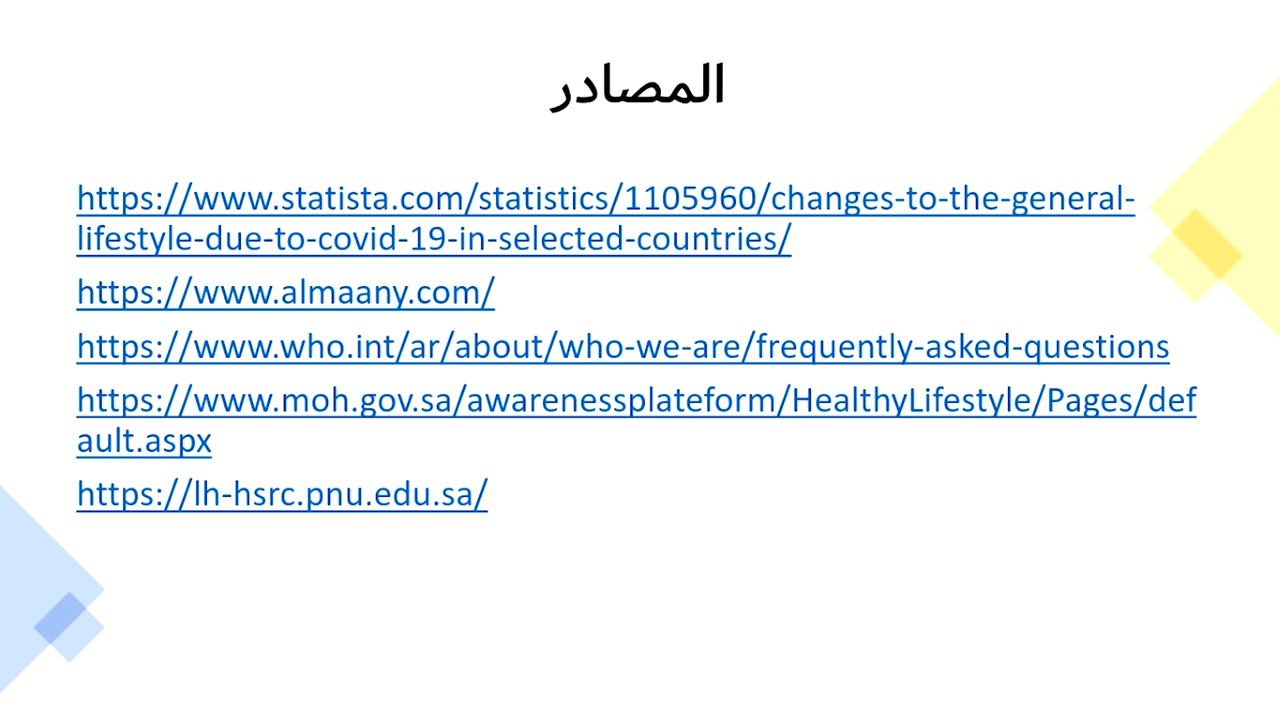 المصادر
https://www.statista.com/statistics/1105960/changes-to-the-general-
lifestyle-due-to-covid-19-in-selected-countries/
https://www.almaany.com/
https://www.who.int/ar/about/who-we-are/frequently-asked-questions
https://www.moh.gov.sa/awarenessplateform/HealthyLifestyle/Pages/def
ault.aspx
https://lh-hsrc.pnu.edu.sa/